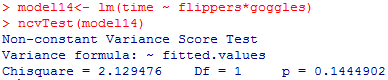 > model14<- lm(time ~ flippers*goggles)
> ncvTest(model14)
Non-constant Variance Score Test
Variance formula: ~ fitted.values
Chisquare = 2.129476    Df = 1     p = 0.1444902